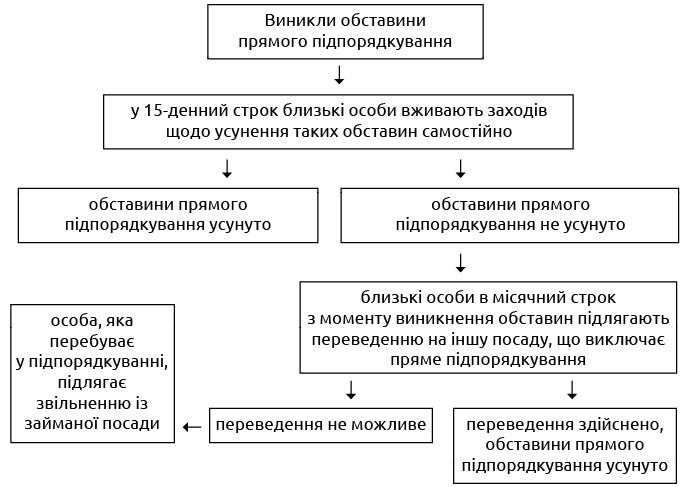 Виникли обставини
прямого підпорядкування
у 15-денний строк близькі особи вживають заходів
щодо усунення таких обставин самостійно
обставини прямого
підпорядкування усунуто
обставини прямого
підпорядкування не усунуто
близькі особи в місячний строк
з моменту виникнення обставин підлягають
переведенню на іншу посаду, що виключає
пряме підпорядкування
особа, яка
перебуває
у підпорядкуванні,
підлягає
звільненню із
займаної посади
переведення не можливе
переведення здійснено,
обставини прямого
підпорядкування усунуто